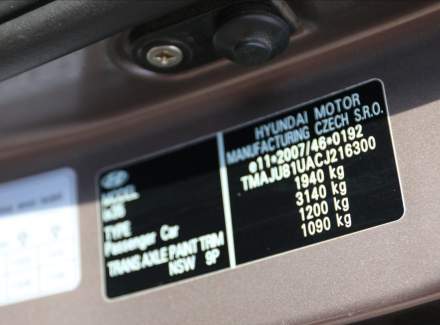 HYUNDAI MOTOR
MANUFACTURING CZECH S.R.O.
e11*2007/46*0192
TMAJU81UACJ216300
1940 kg
3140 kg
1200 kg
1090 kg
MODEL
TYPE
Passenger Car
TRANS AXLE PAINT TRIM
NSW 9P